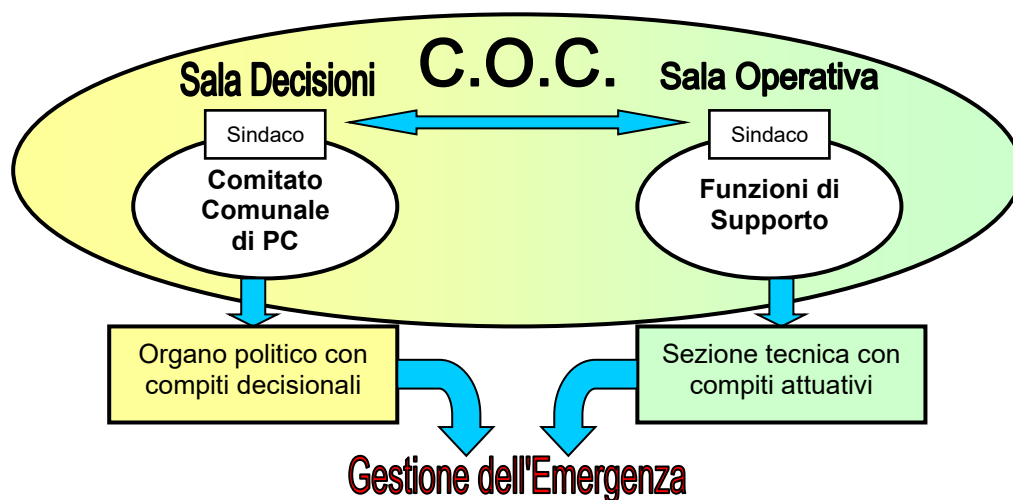 C.O.C.
Sala Decisioni
Sala Operativa
Sindaco
Comitato
Comunale
di PC
Sindaco
Funzioni di
Supporto
Organo politico con
compiti decisionali
Sezione tecnica con
compiti attuativi
Gestione dell'Emergenza